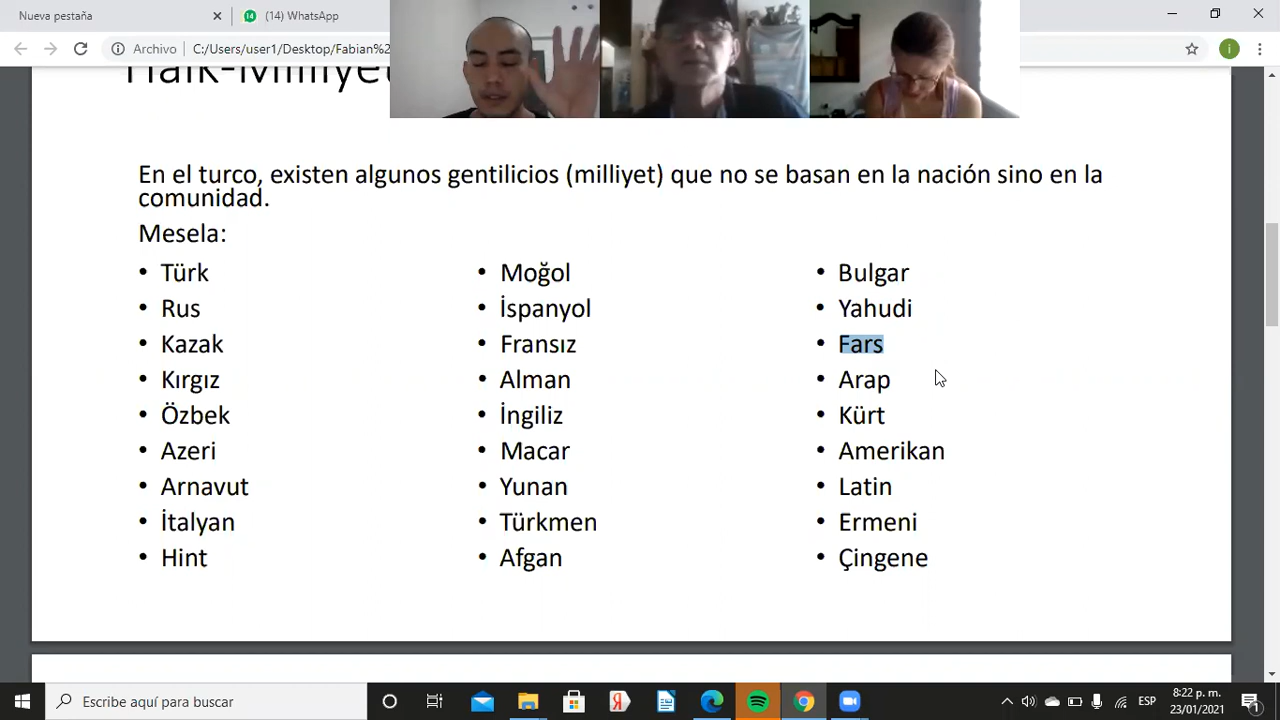 Nueva pestaña
(14) WhatsApp
Archivo
C:/Users/user1/Desktop/Fabian%2
Halk-Milliyet
En el turco, existen algunos gentilicios (milliyet) que no se basan en la nación sino en la
comunidad.
Mesela:
• Türk
• Rus
• Kazak
• Kırgız
• Özbek
• Azeri
• Arnavut
• İtalyan
• Hint
• Moğol
• İspanyol
• Fransız
• Alman
• İngiliz
• Macar
• Yunan
• Türkmen
• Afgan
• Bulgar
• Yahudi
• Fars
• Arap
• Kürt
• Amerikan
• Latin
• Ermeni
• Çingene
Escribe aquí para buscar
ESP
8:22 p. m.
23/01/2021